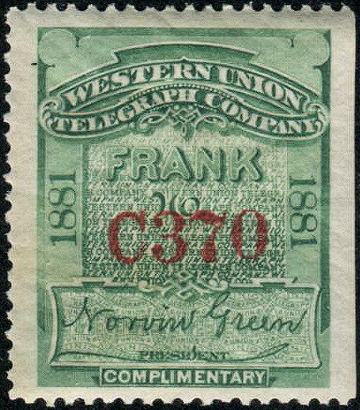 WESTERN UNION
TELEGRAPH COMPANY
FRANK
No
1881
C370
1881
Norvin Green
PRESIDENT
COMPLIMENTARY